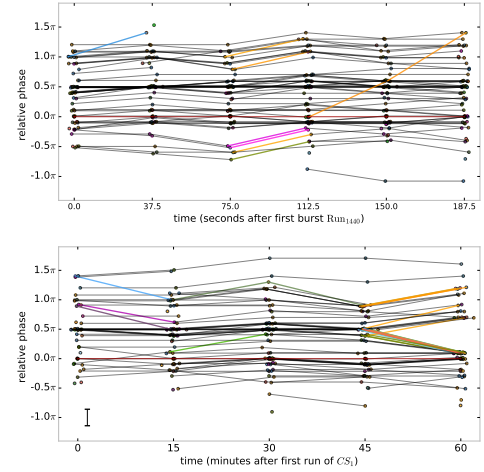 1.5π
1.0π
0.5π
0.0π
-0.5π
-1.0π
relative phase
0.0 37.5 75.0 112.5 150.0 187.5
time (seconds after first burst Run₁₄₄₀)
1.5π
1.0π
0.5π
0.0π
-0.5π
-1.0π
relative phase
0 15 30 45 60
time (minutes after first run of CS₁)